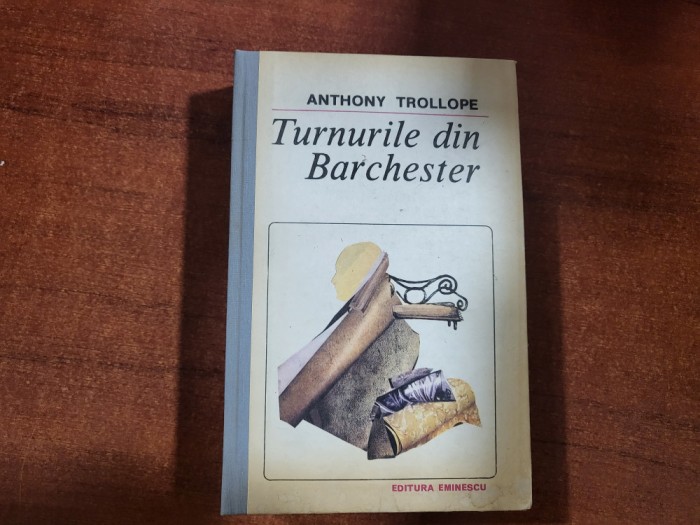 ANTHONY TROLLOPE
Turnurile din
Barchester
EDITURA EMINESCU